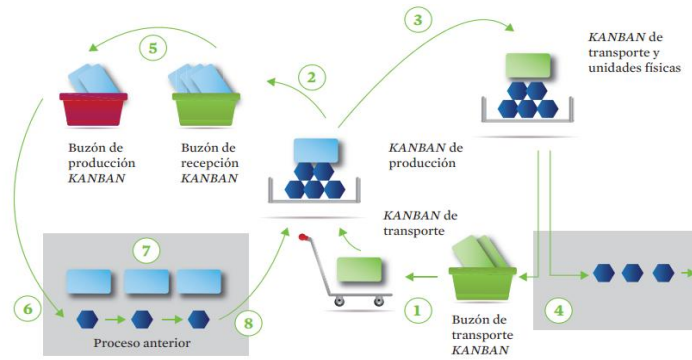 3
KANBAN de
transporte y
unidades físicas
5
2
Buzón de
producción
KANBAN
Buzón de
recepción
KANBAN
KANBAN de
producción
KANBAN de
transporte
7
6
8
Proceso anterior
1
Buzón de
transporte
KANBAN
4